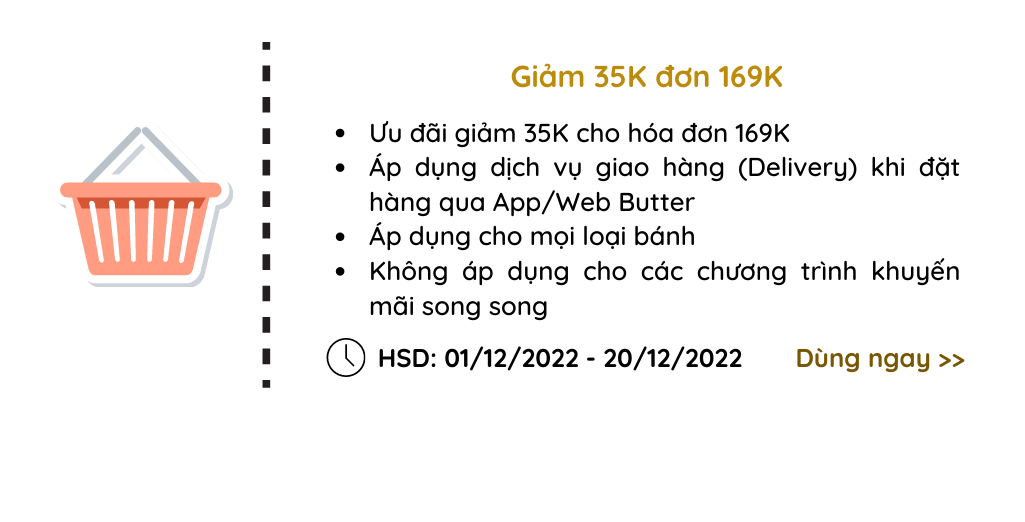 Giảm 35K đơn 169K
• Ưu đãi giảm 35K cho hóa đơn 169K
• Áp dụng dịch vụ giao hàng (Delivery) khi đặt
hàng qua App/Web Butter
• Áp dụng cho mọi loại bánh
• Không áp dụng cho các chương trình khuyến
mãi song song
HSD: 01/12/2022 - 20/12/2022 Dùng ngay >>